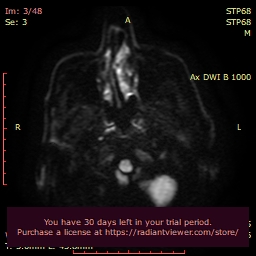 Im: 3/48
Se: 3
STP68
STP68
M
A
Ax DWI B 1000
R
L
You have 30 days left in your trial period.
Purchase a license at https://radiantviewer.com/store/